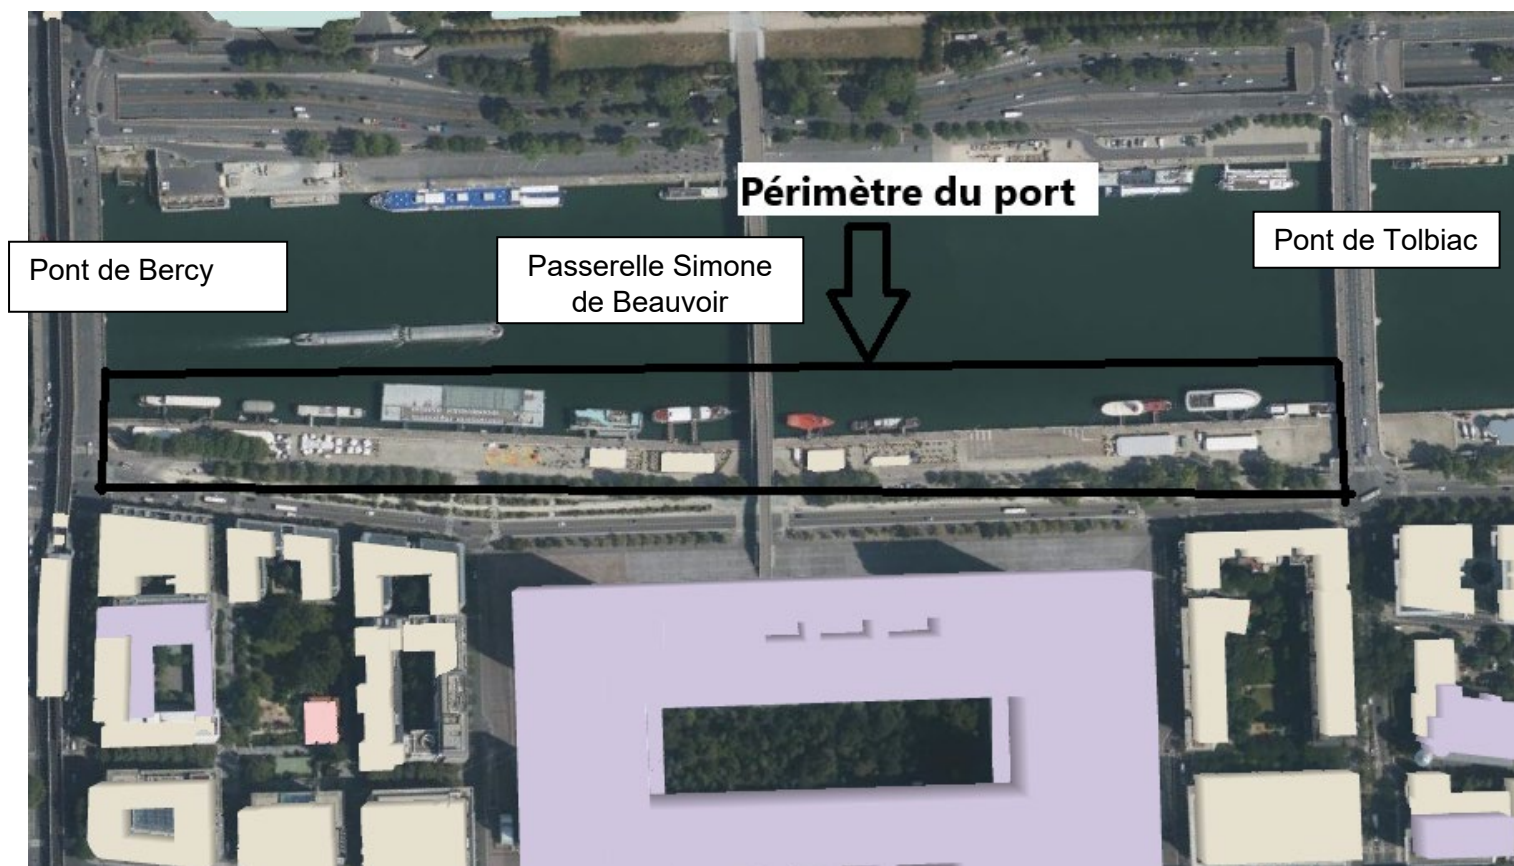 Périmètre du port
Pont de Bercy
Passerelle Simone
de Beauvoir
Pont de Tolbiac